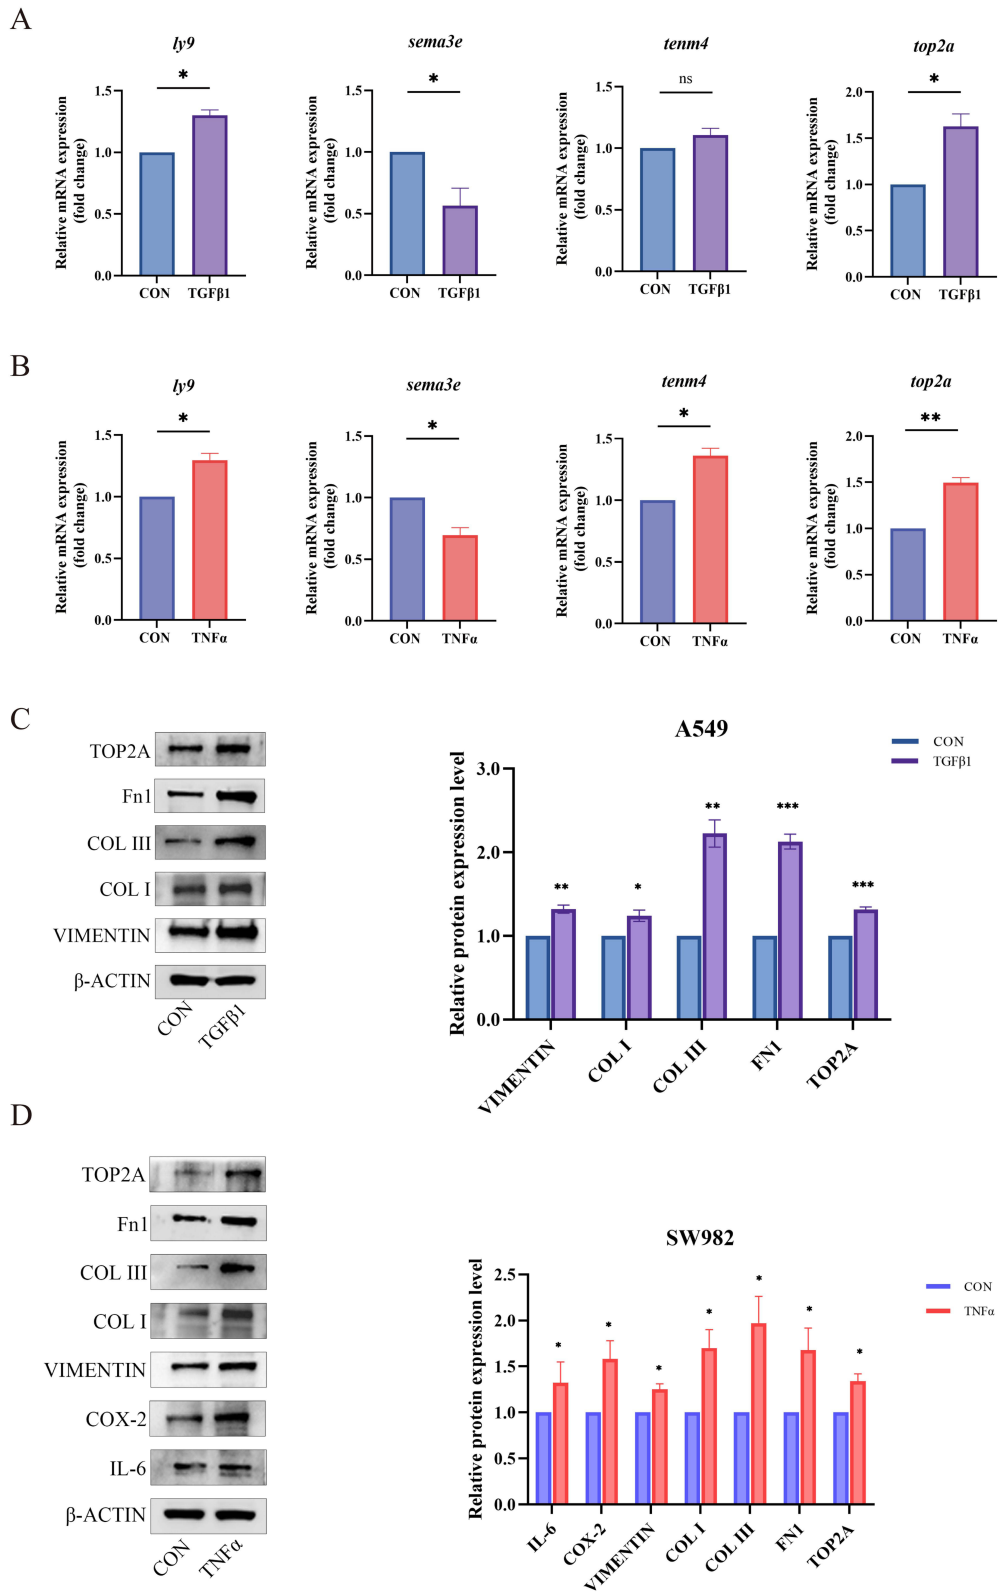 A
ly9
sema3e
tenm4
top2a
*
*
ns
*
Relative mRNA expression
(fold change)
1.5
1.0
0.5
0.0
CON TGFβ1
Relative mRNA expression
(fold change)
1.5
1.0
0.5
0.0
CON TGFβ1
Relative mRNA expression
(fold change)
1.5
1.0
0.5
0.0
CON TGFβ1
Relative mRNA expression
(fold change)
2.0
1.5
1.0
0.5
0.0
CON TGFβ1
B
ly9
sema3e
tenm4
top2a
*
*
*
**
Relative mRNA expression
(fold change)
1.5
1.0
0.5
0.0
CON TNFα
Relative mRNA expression
(fold change)
1.5
1.0
0.5
0.0
CON TNFα
Relative mRNA expression
(fold change)
1.5
1.0
0.5
0.0
CON TNFα
Relative mRNA expression
(fold change)
2.0
1.5
1.0
0.5
0.0
CON TNFα
C
TOP2A
Fn1
COL III
COL I
VIMENTIN
β-ACTIN
CON TGFβ1
A549
CON
TGFβ1
Relative protein expression level
3.0
2.0
1.0
0.0
** * ** *** ***
VIMENTIN COL I COL III FN1 TOP2A
D
TOP2A
Fn1
COL III
COL I
VIMENTIN
COX-2
IL-6
β-ACTIN
CON TNFα
SW982
CON
TNFα
Relative protein expression level
2.5
2.0
1.5
1.0
0.5
0.0
* * * * * * *
IL-6 COX-2 VIMENTIN COL I COL III FN1 TOP2A